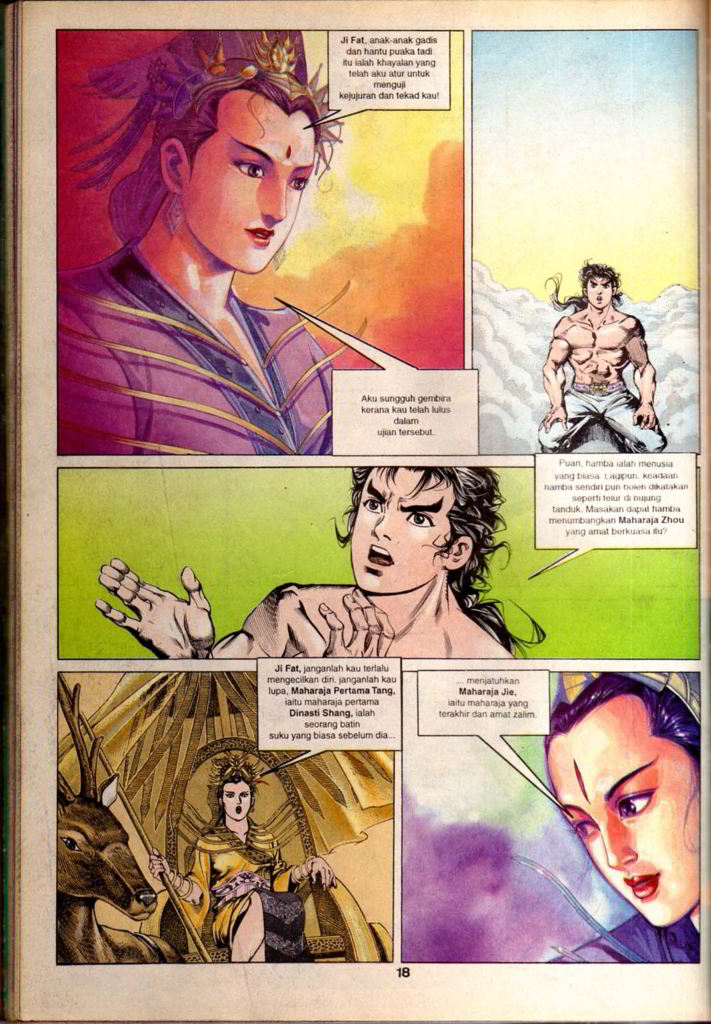 Ji Fat, anak-anak gadis
dan hantu puaka tadi
itu ialah khayalan yang
telah aku atur untuk
menguji
kejujuran dan tekad kau!
Aku sungguh gembira
kerana kau telah lulus
dalam
ujian tersebut.
Puan, hamba ialah menusia
yang biasa. Lagipun, keadaan
hamba sendiri pun boleh dikatakan
seperti telur di hujung
tanduk. Masakan dapat hamba
menumbangkan Maharaja Zhou
yang amat berkuasa itu?
Ji Fat, janganlah kau terlalu
mengecilkan diri. janganlah kau
lupa, Maharaja Pertama Tang,
iaitu maharaja pertama
Dinasti Shang, ialah
seorang batin
suku yang biasa sebelum dia...
... menjatuhkan
Maharaja Jie,
iaitu maharaja yang
terakhir dan amat zalim.
18